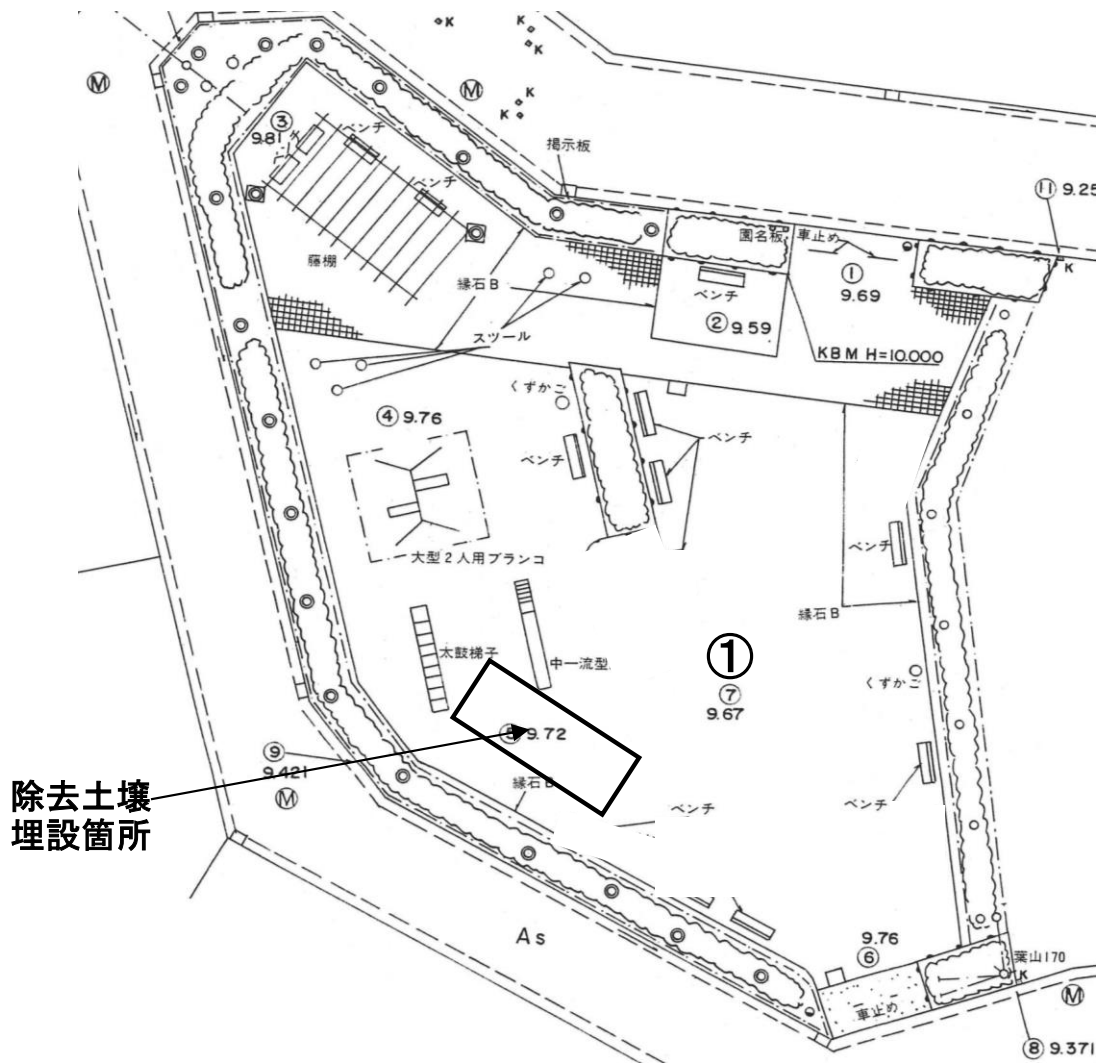 K
K
M
M
K
K
③
9.81
ベンチ
ベンチ
掲示板
⑪ 9.25
藤棚
縁石B
園名板
車止め
K
①
9.69
ベンチ
② 9.59
スツール
KBM H=10.000
くずかご
④ 9.76
ベンチ
ベンチ
大型2人用ブランコ
ベンチ
縁石B
太鼓梯子
中一流型
①
⑦
9.67
くずかご
⑤ 9.72
⑨
9.421
M
縁石B
ベンチ
ベンチ
除去土壌
埋設箇所
As
9.76
⑥
葉山170
K
M
車止め
⑧ 9.371